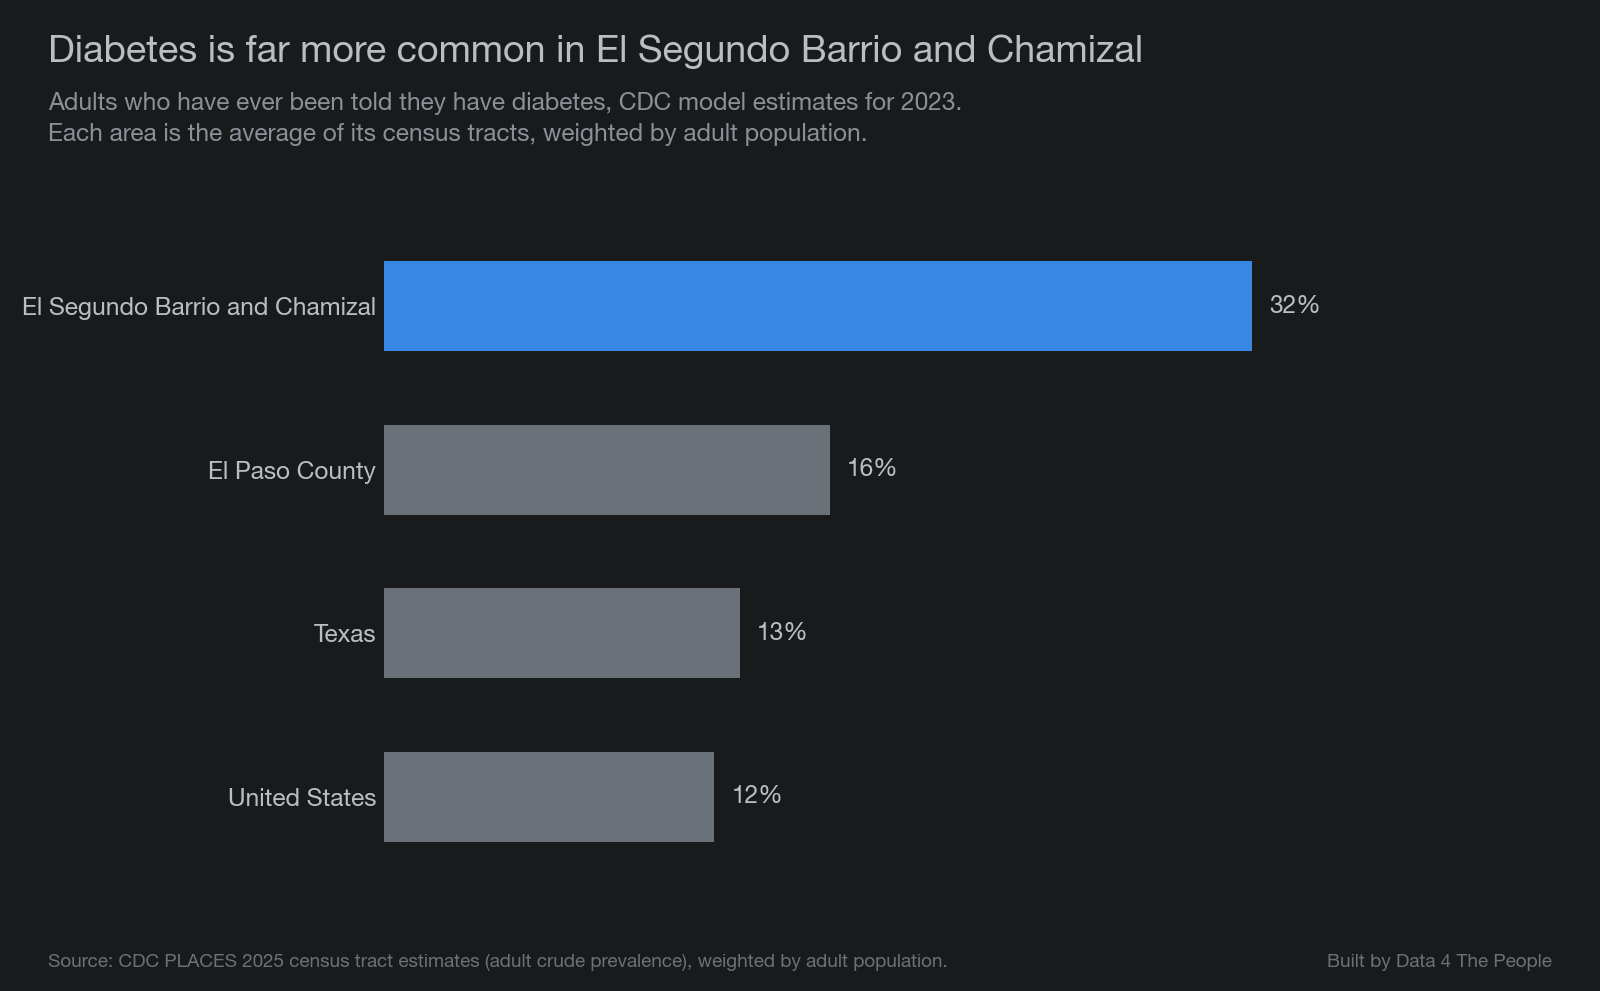 Diabetes is far more common in El Segundo Barrio and Chamizal
Adults who have ever been told they have diabetes, CDC model estimates for 2023.
Each area is the average of its census tracts, weighted by adult population.
El Segundo Barrio and Chamizal
32%
El Paso County
16%
Texas
13%
United States
12%
Source: CDC PLACES 2025 census tract estimates (adult crude prevalence), weighted by adult population.
Built by Data 4 The People